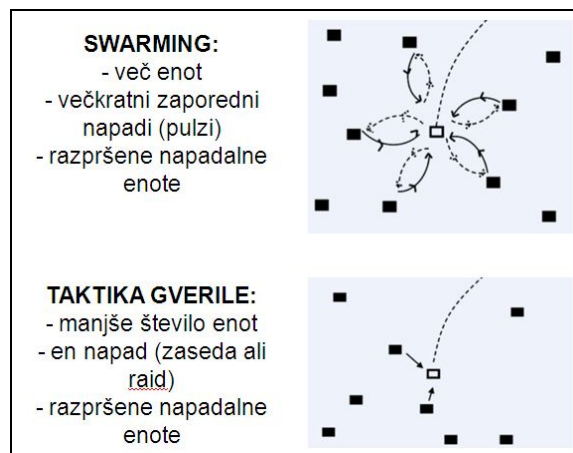 SWARMING:
- več enot
- večkratni zaporedni
napadi (pulzi)
- razpršene napadalne
enote
TAKTIKA GVERILE:
- manjše število enot
- en napad (zaseda ali
raid)
- razpršene napadalne
enote